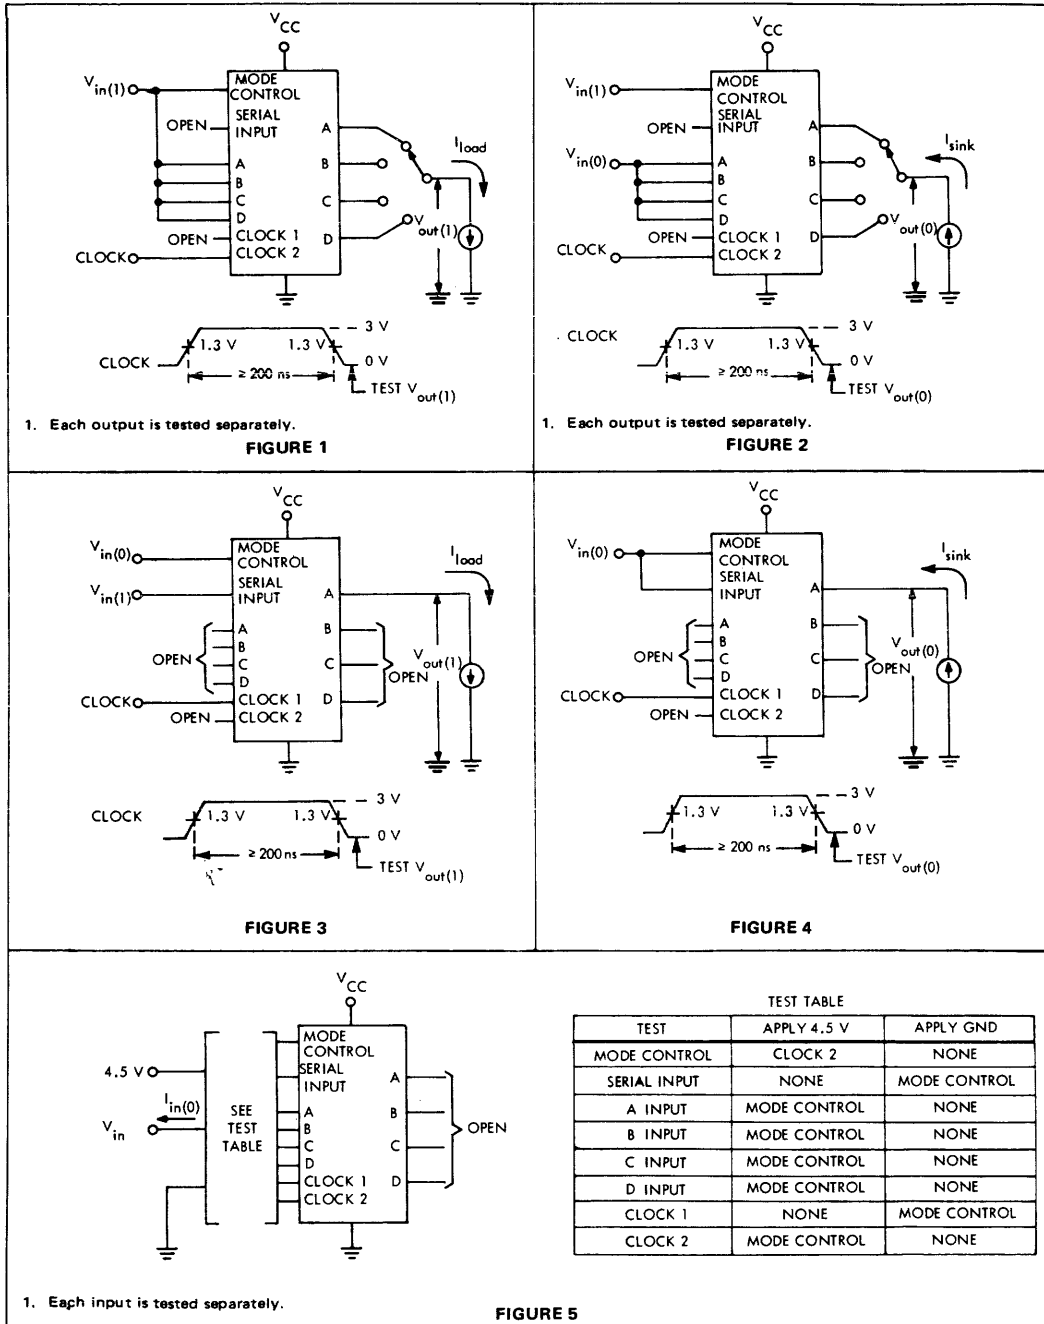 VCC
Vin(1)
MODE
CONTROL
SERIAL
INPUT
OPEN
A
B
C
D
A
B
C
D
Iload
Vout(1)
OPEN
CLOCK 1
CLOCK
CLOCK 2
CLOCK
3 V
1.3 V
1.3 V
0 V
≥ 200 ns
TEST Vout(1)
1. Each output is tested separately.
FIGURE 1
VCC
Vin(1)
MODE
CONTROL
SERIAL
INPUT
OPEN
Vin(0)
A
B
C
D
A
B
C
D
Isink
Vout(0)
OPEN
CLOCK 1
CLOCK
CLOCK 2
CLOCK
3 V
1.3 V
1.3 V
0 V
≥ 200 ns
TEST Vout(0)
1. Each output is tested separately.
FIGURE 2
VCC
Vin(0)
MODE
CONTROL
Vin(1)
SERIAL
INPUT
A
B
C
D
OPEN
A
B
C
D
Iload
Vout(1)
OPEN
CLOCK
CLOCK 1
OPEN
CLOCK 2
CLOCK
3 V
1.3 V
1.3 V
0 V
≥ 200 ns
TEST Vout(1)
FIGURE 3
VCC
Vin(0)
MODE
CONTROL
SERIAL
INPUT
A
B
C
D
OPEN
A
B
C
D
Isink
Vout(0)
OPEN
CLOCK
CLOCK 1
OPEN
CLOCK 2
3 V
1.3 V
1.3 V
0 V
≥ 200 ns
TEST Vout(0)
FIGURE 4
VCC
4.5 V
Iin(0)
Vin
SEE
TEST
TABLE
MODE
CONTROL
SERIAL
INPUT
A
B
C
D
CLOCK 1
CLOCK 2
A
B
C
D
OPEN
1. Each input is tested separately.
TEST TABLE
TEST APPLY 4.5 V APPLY GND
MODE CONTROL CLOCK 2 NONE
SERIAL INPUT NONE MODE CONTROL
A INPUT MODE CONTROL NONE
B INPUT MODE CONTROL NONE
C INPUT MODE CONTROL NONE
D INPUT MODE CONTROL NONE
CLOCK 1 NONE MODE CONTROL
CLOCK 2 MODE CONTROL NONE
FIGURE 5